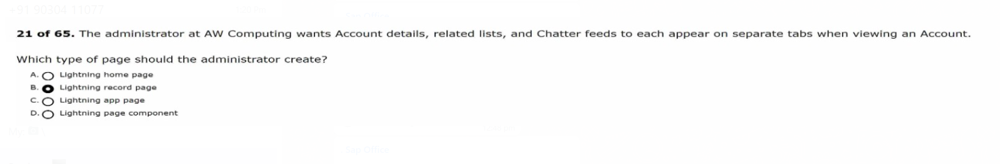 +91 90304 11077
21 of 65. The administrator at AW Computing wants Account details, related lists, and Chatter feeds to each appear on separate tabs when viewing an Account.
Which type of page should the administrator create?
A. Lightning home page
B. Lightning record page
C. Lightning app page
D. Lightning page component
My
Sap Office